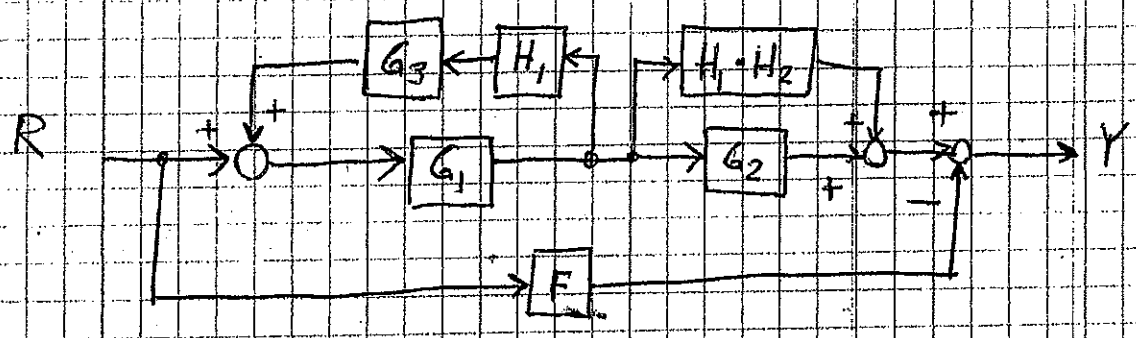 G3 H1 H1·H2
R + + G1 G2 + + + − Y
F